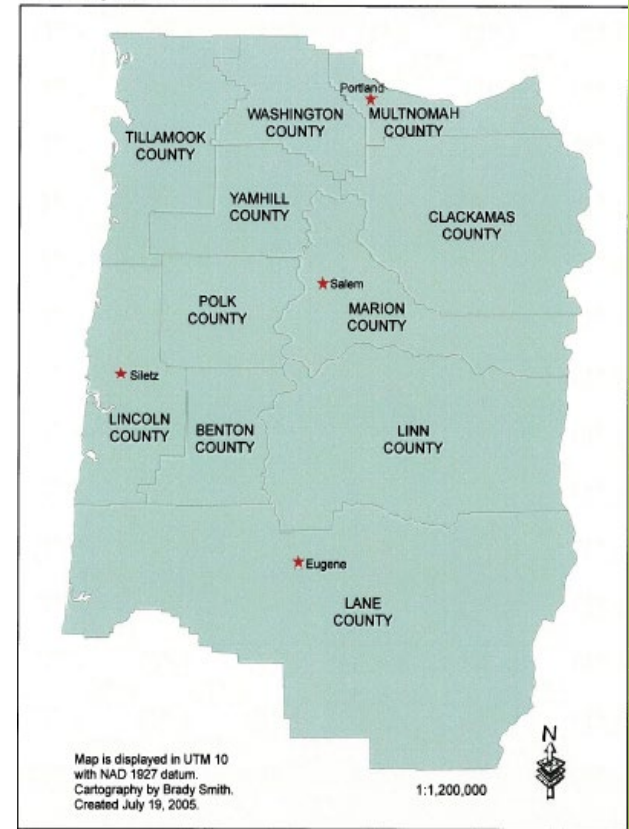 Portland
WASHINGTON
COUNTY
MULTNOMAH
COUNTY
TILLAMOOK
COUNTY
YAMHILL
COUNTY
CLACKAMAS
COUNTY
Salem
POLK
COUNTY
MARION
COUNTY
Siletz
LINCOLN
COUNTY
BENTON
COUNTY
LINN
COUNTY
Eugene
LANE
COUNTY
N
Map is displayed in UTM 10
with NAD 1927 datum.
Cartography by Brady Smith.
Created July 19, 2005.
1:1,200,000